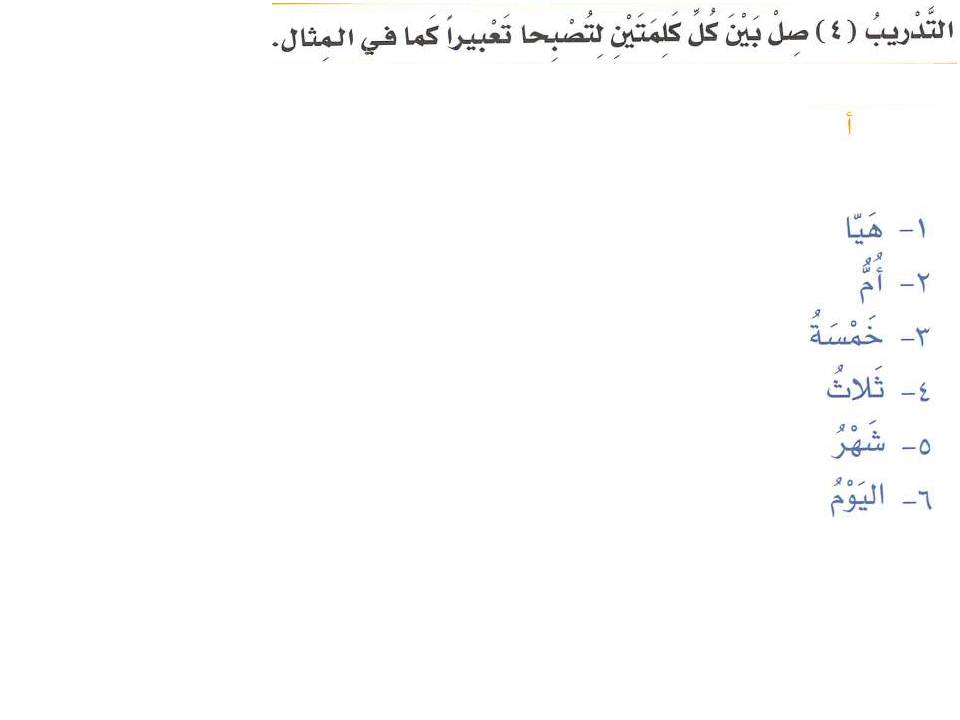 التَّدْريبُ (٤) صِلْ بَيْنَ كُلِّ كَلِمَتَيْنِ لِتُصْبِحا تَعْبيراً كَما في المِثال.
أ
١- هَيّا
٢- أُمُّ
٣- خَمْسَةُ
٤- ثَلاثُ
٥- شَهْرُ
٦- اليَوْمُ